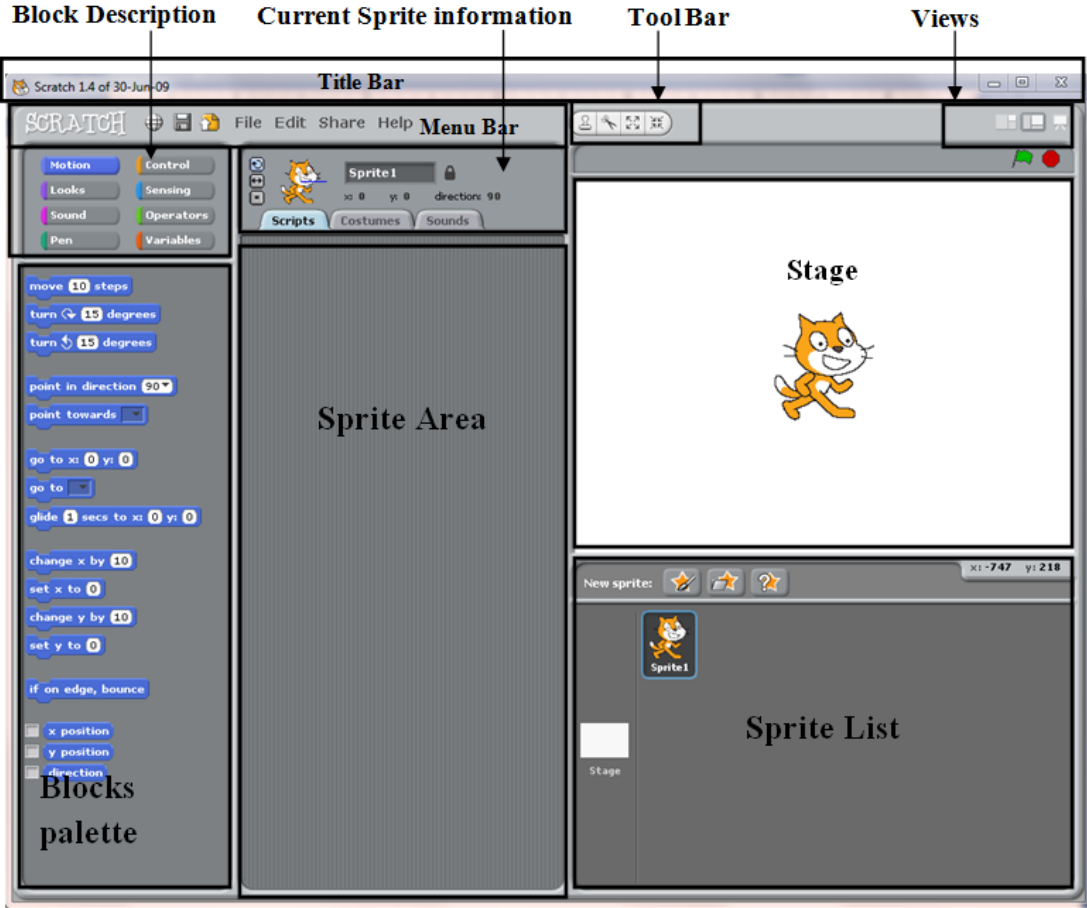 Block Description Current Sprite information Tool Bar Views
Scratch 1.4 of 30-Jun-09 Title Bar
SCRATCH File Edit Share Help Menu Bar
Motion Control
Looks Sensing
Sound Operators
Pen Variables
Sprite1
x: 0 y: 0 direction: 90
Scripts Costumes Sounds
move 10 steps
turn 15 degrees
turn 15 degrees
point in direction 90
point towards
go to x: 0 y: 0
go to
glide 1 secs to x: 0 y: 0
change x by 10
set x to 0
change y by 10
set y to 0
if on edge, bounce
x position
y position
direction
Blocks
palette
Sprite Area
Stage
x: -747 y: 218
New sprite:
Sprite1
Stage
Sprite List